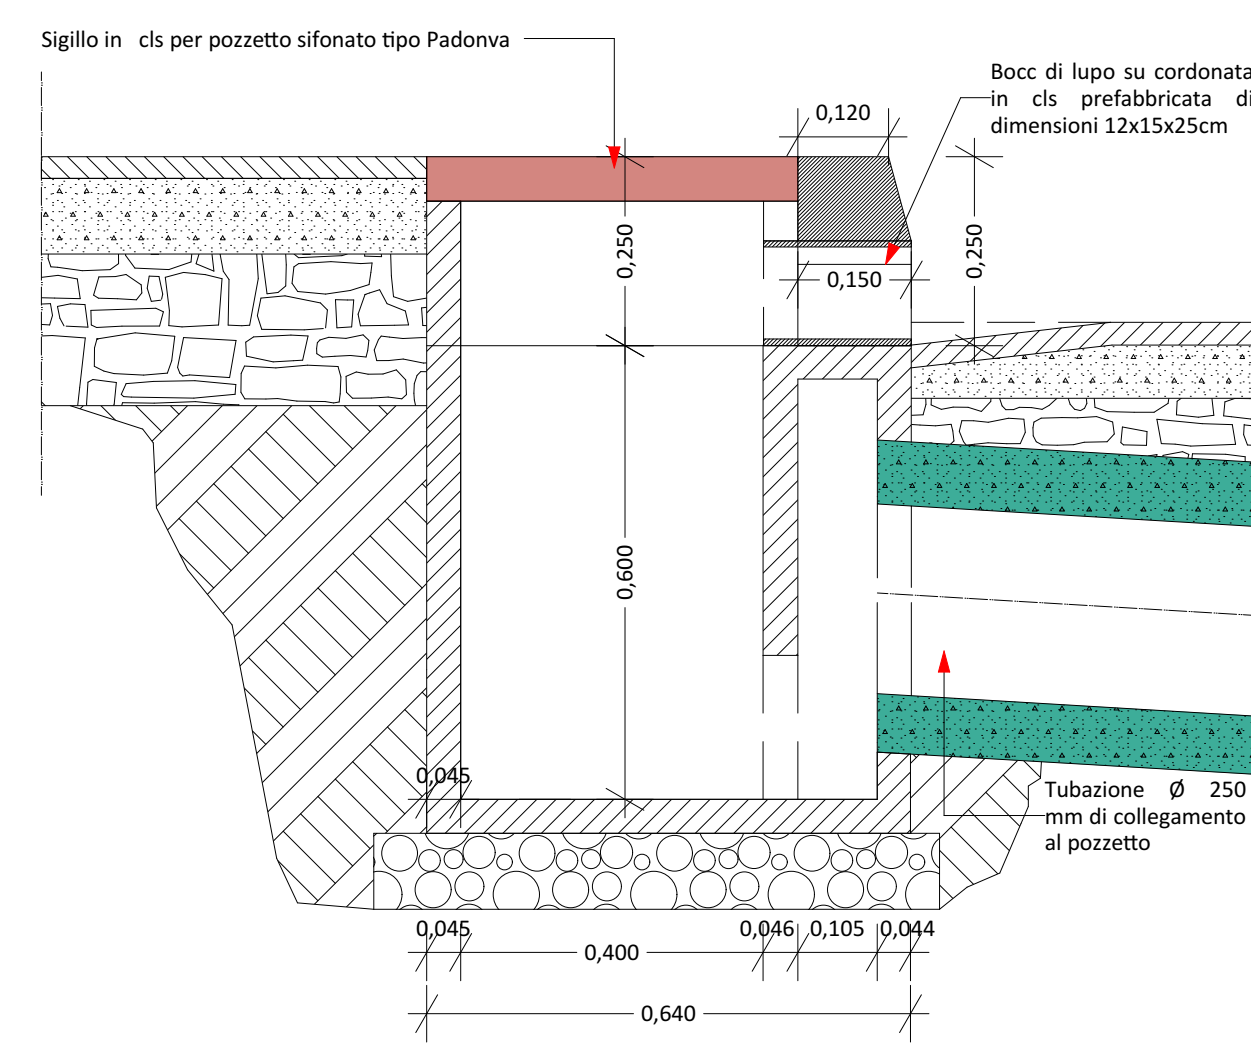 Sigillo in cls per pozzetto sifonato tipo Padonva
Bocc di lupo su cordonata
in cls prefabbricata di
dimensioni 12x15x25cm
0,120
0,250
0,250
0,150
0,600
0,045
Tubazione Ø 250
mm di collegamento
al pozzetto
0,045
0,046
0,105
0,044
0,400
0,640